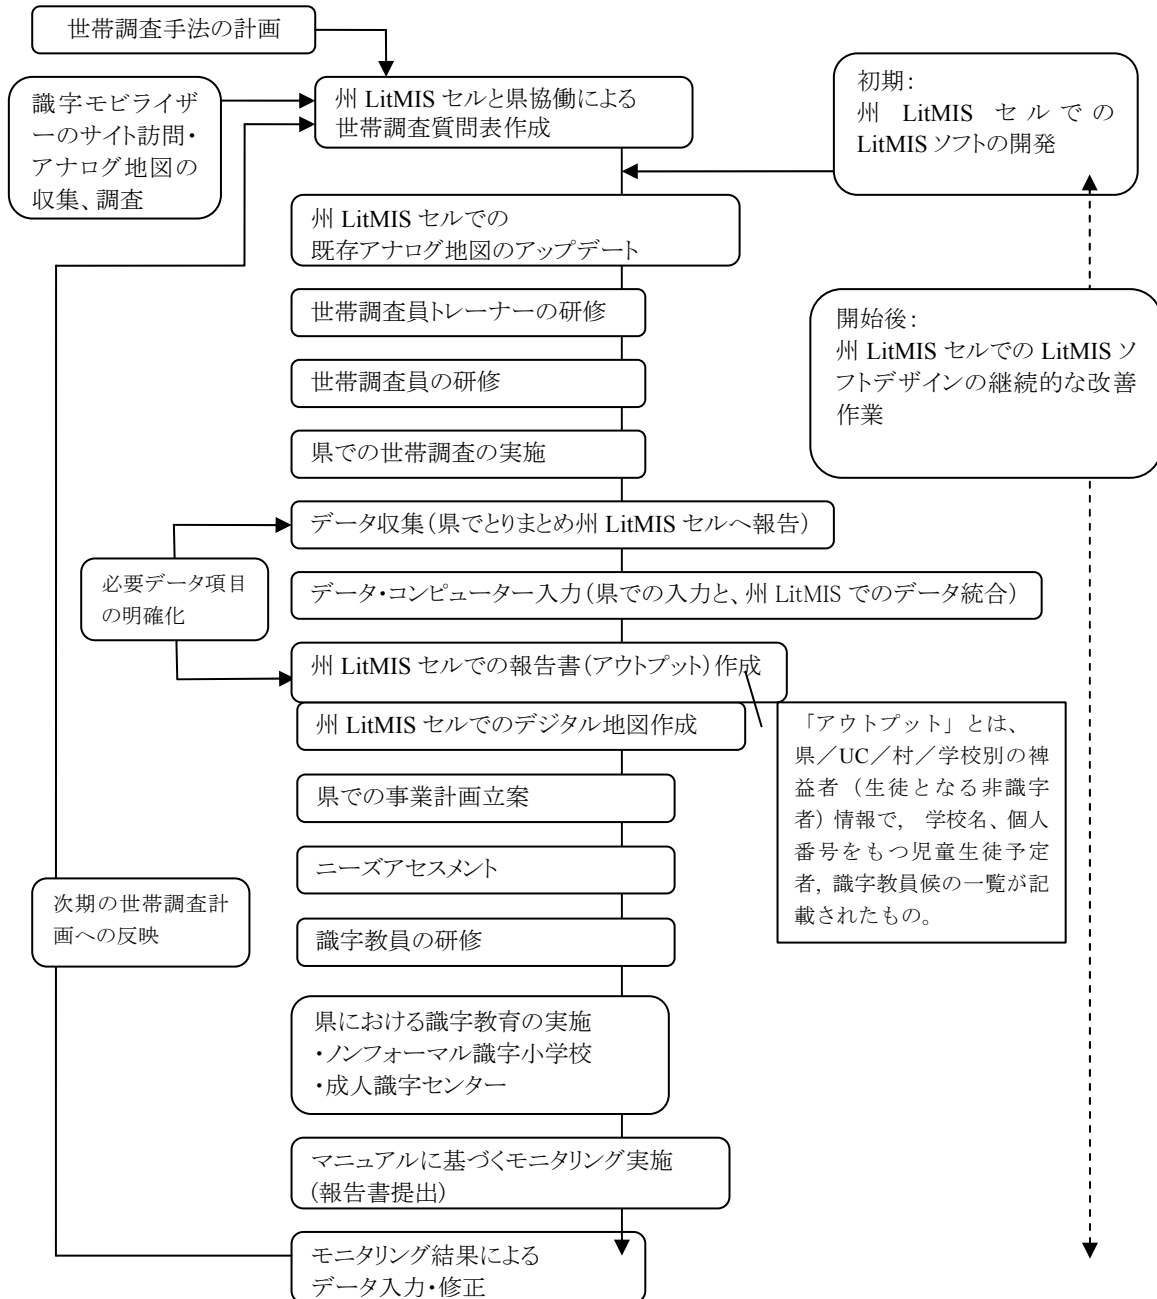 世帯調査手法の計画
識字モビライザ
ーのサイト訪問・
アナログ地図の
収集、調査
州 LitMIS セルと県協働による
世帯調査質問表作成
初期：
州 LitMIS セルでの
LitMIS ソフトの開発
州 LitMIS セルでの
既存アナログ地図のアップデート
世帯調査員トレーナーの研修
世帯調査員の研修
県での世帯調査の実施
開始後：
州 LitMIS セルでの LitMIS ソ
フトデザインの継続的な改善
作業
データ収集（県でとりまとめ州 LitMIS セルへ報告）
必要データ項目
の明確化
データ・コンピューター入力（県での入力と、州 LitMIS でのデータ統合）
州 LitMIS セルでの報告書（アウトプット）作成
州 LitMIS セルでのデジタル地図作成
「アウトプット」とは、
県／UC／村／学校別の裨
益者（生徒となる非識字
者）情報で, 学校名、個人
番号をもつ児童生徒予定
者, 識字教員候の一覧が記
載されたもの。
県での事業計画立案
ニーズアセスメント
次期の世帯調査計
画への反映
識字教員の研修
県における識字教育の実施
・ノンフォーマル識字小学校
・成人識字センター
マニュアルに基づくモニタリング実施
(報告書提出)
モニタリング結果による
データ入力・修正